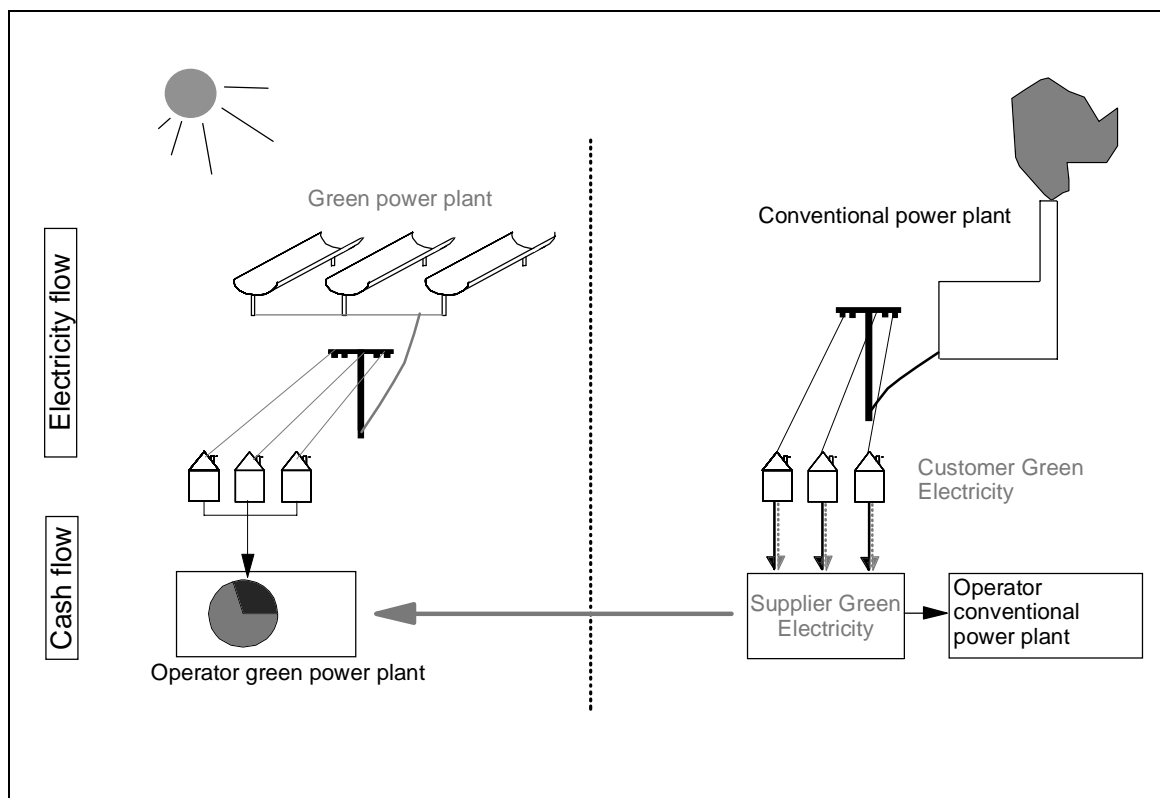 Green power plant
Conventional power plant
Electricity flow
Customer Green
Electricity
Cash flow
Supplier Green
Electricity
Operator
conventional
power plant
Operator green power plant